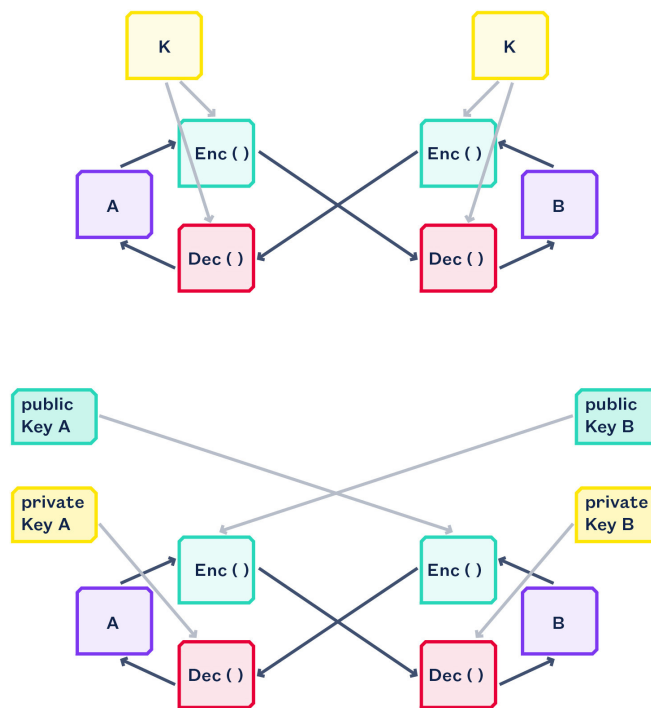 K
K
Enc ( )
Enc ( )
A
B
Dec ( )
Dec ( )
public
Key A
public
Key B
private
Key A
private
Key B
Enc ( )
Enc ( )
A
B
Dec ( )
Dec ( )